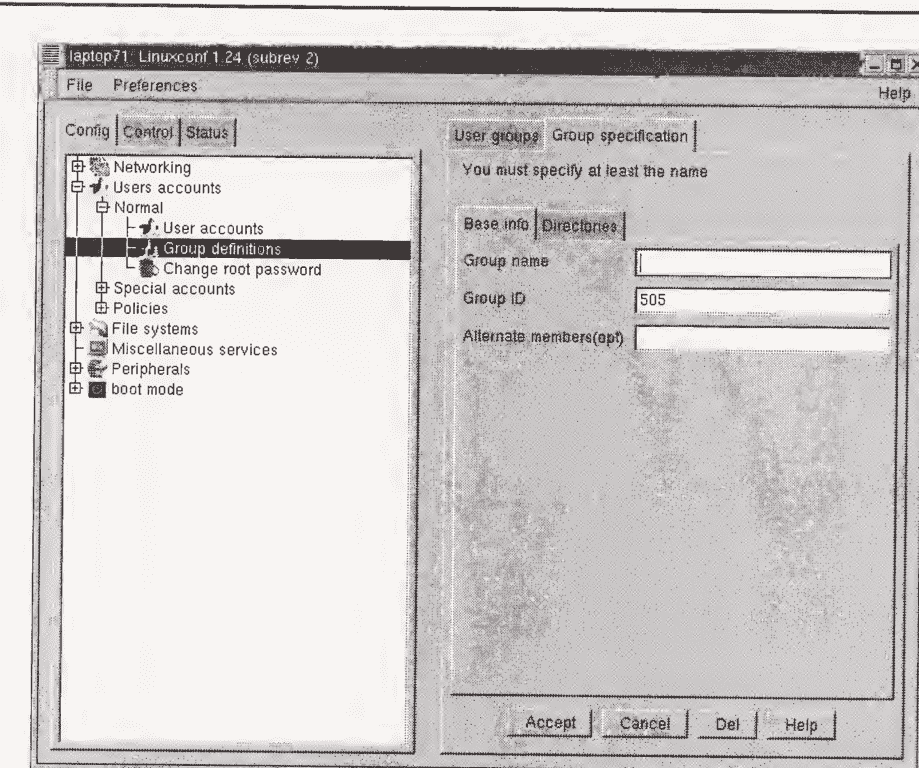 laptop71: Linuxconf 1.24 (subrev 2)
File Preferences Help
Config Control Status
Networking
Users accounts
Normal
User accounts
Group definitions
Change root password
Special accounts
Policies
File systems
Miscellaneous services
Peripherals
boot mode
User groups Group specification
You must specify at least the name
Base info Directories
Group name
Group ID 505
Alternate members(opt)
Accept Cancel Del Help